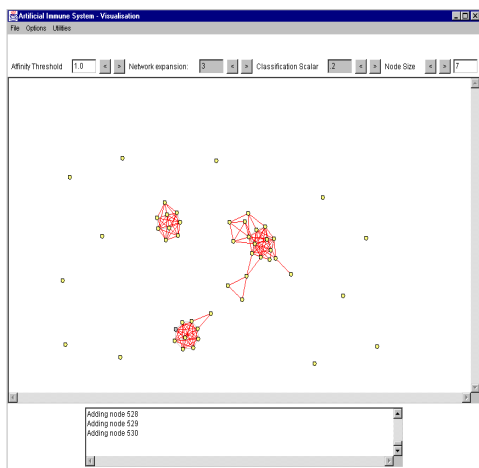 Artificial Immune System - Visualisation
File Options Utilities
Affinity Threshold 1.0 < > Network expansion: 3 < > Classification Scalar .2 < > Node Size < > 7
Adding node 528
Adding node 529
Adding node 530